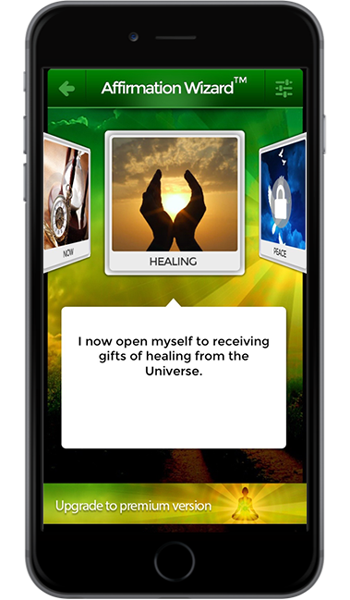 Affirmation Wizard™
NOW
HEALING
PEACE
I now open myself to receiving
gifts of healing from the
Universe.
Upgrade to premium version